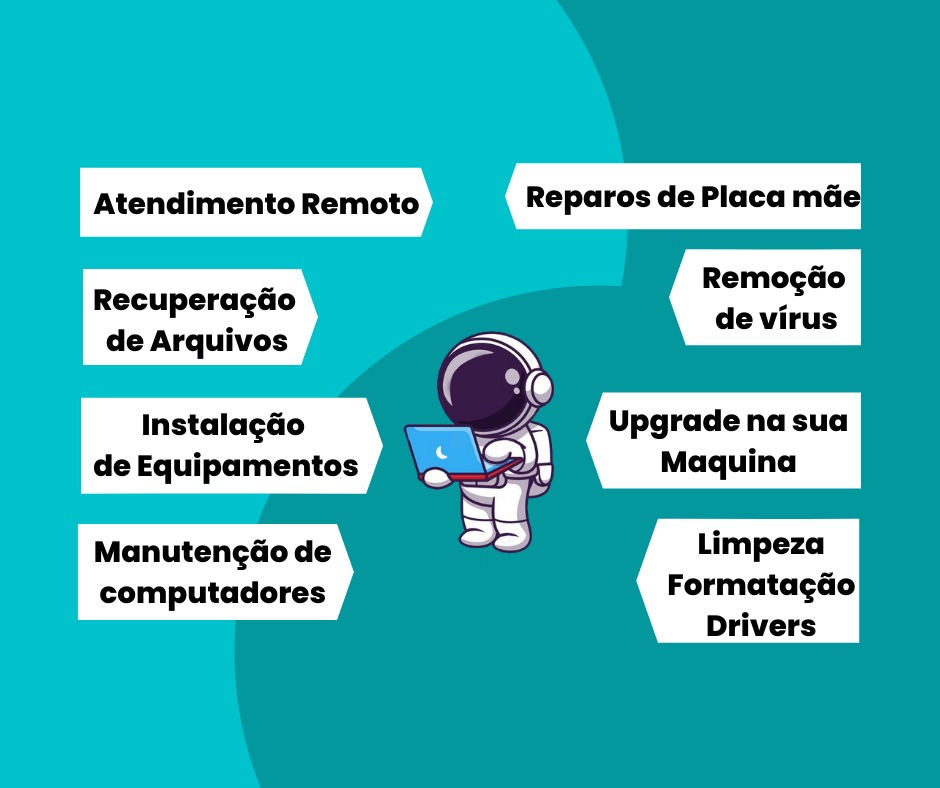 Atendimento Remoto
Recuperação
de Arquivos
Instalação
de Equipamentos
Manutenção de
computadores
Reparos de Placa mãe
Remoção
de vírus
Upgrade na sua
Maquina
Limpeza
Formatação
Drivers